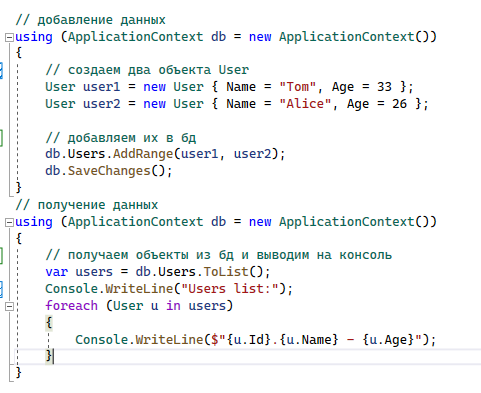 // добавление данных
using (ApplicationContext db = new ApplicationContext())
{
    // создаем два объекта User
    User user1 = new User { Name = "Tom", Age = 33 };
    User user2 = new User { Name = "Alice", Age = 26 };

    // добавляем их в бд
    db.Users.AddRange(user1, user2);
    db.SaveChanges();
}
// получение данных
using (ApplicationContext db = new ApplicationContext())
{
    // получаем объекты из бд и выводим на консоль
    var users = db.Users.ToList();
    Console.WriteLine("Users list:");
    foreach (User u in users)
    {
        Console.WriteLine($"{u.Id}.{u.Name} - {u.Age}");
    }
}